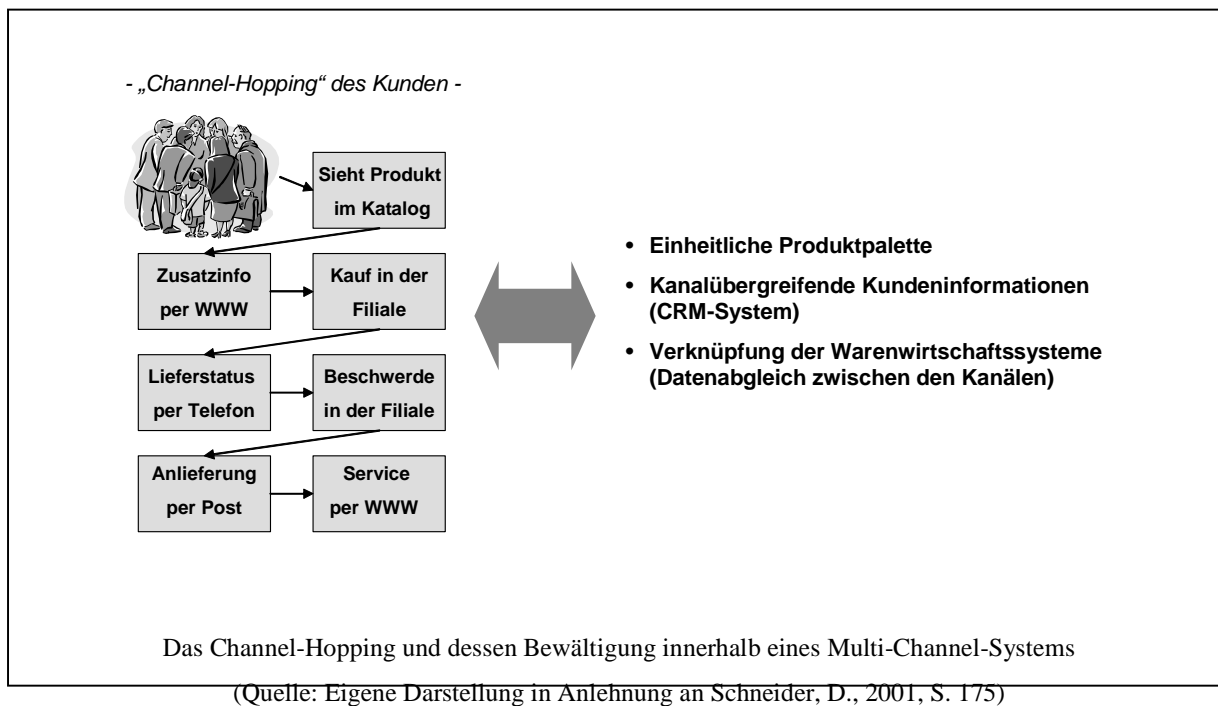 - „Channel-Hopping“ des Kunden -
Sieht Produkt
im Katalog
Zusatzinfo
per WWW
Kauf in der
Filiale
Lieferstatus
per Telefon
Beschwerde
in der Filiale
Anlieferung
per Post
Service
per WWW
• Einheitliche Produktpalette
• Kanalübergreifende Kundeninformationen
(CRM-System)
• Verknüpfung der Warenwirtschaftssysteme
(Datenabgleich zwischen den Kanälen)
Das Channel-Hopping und dessen Bewältigung innerhalb eines Multi-Channel-Systems
(Quelle: Eigene Darstellung in Anlehnung an Schneider, D., 2001, S. 175)